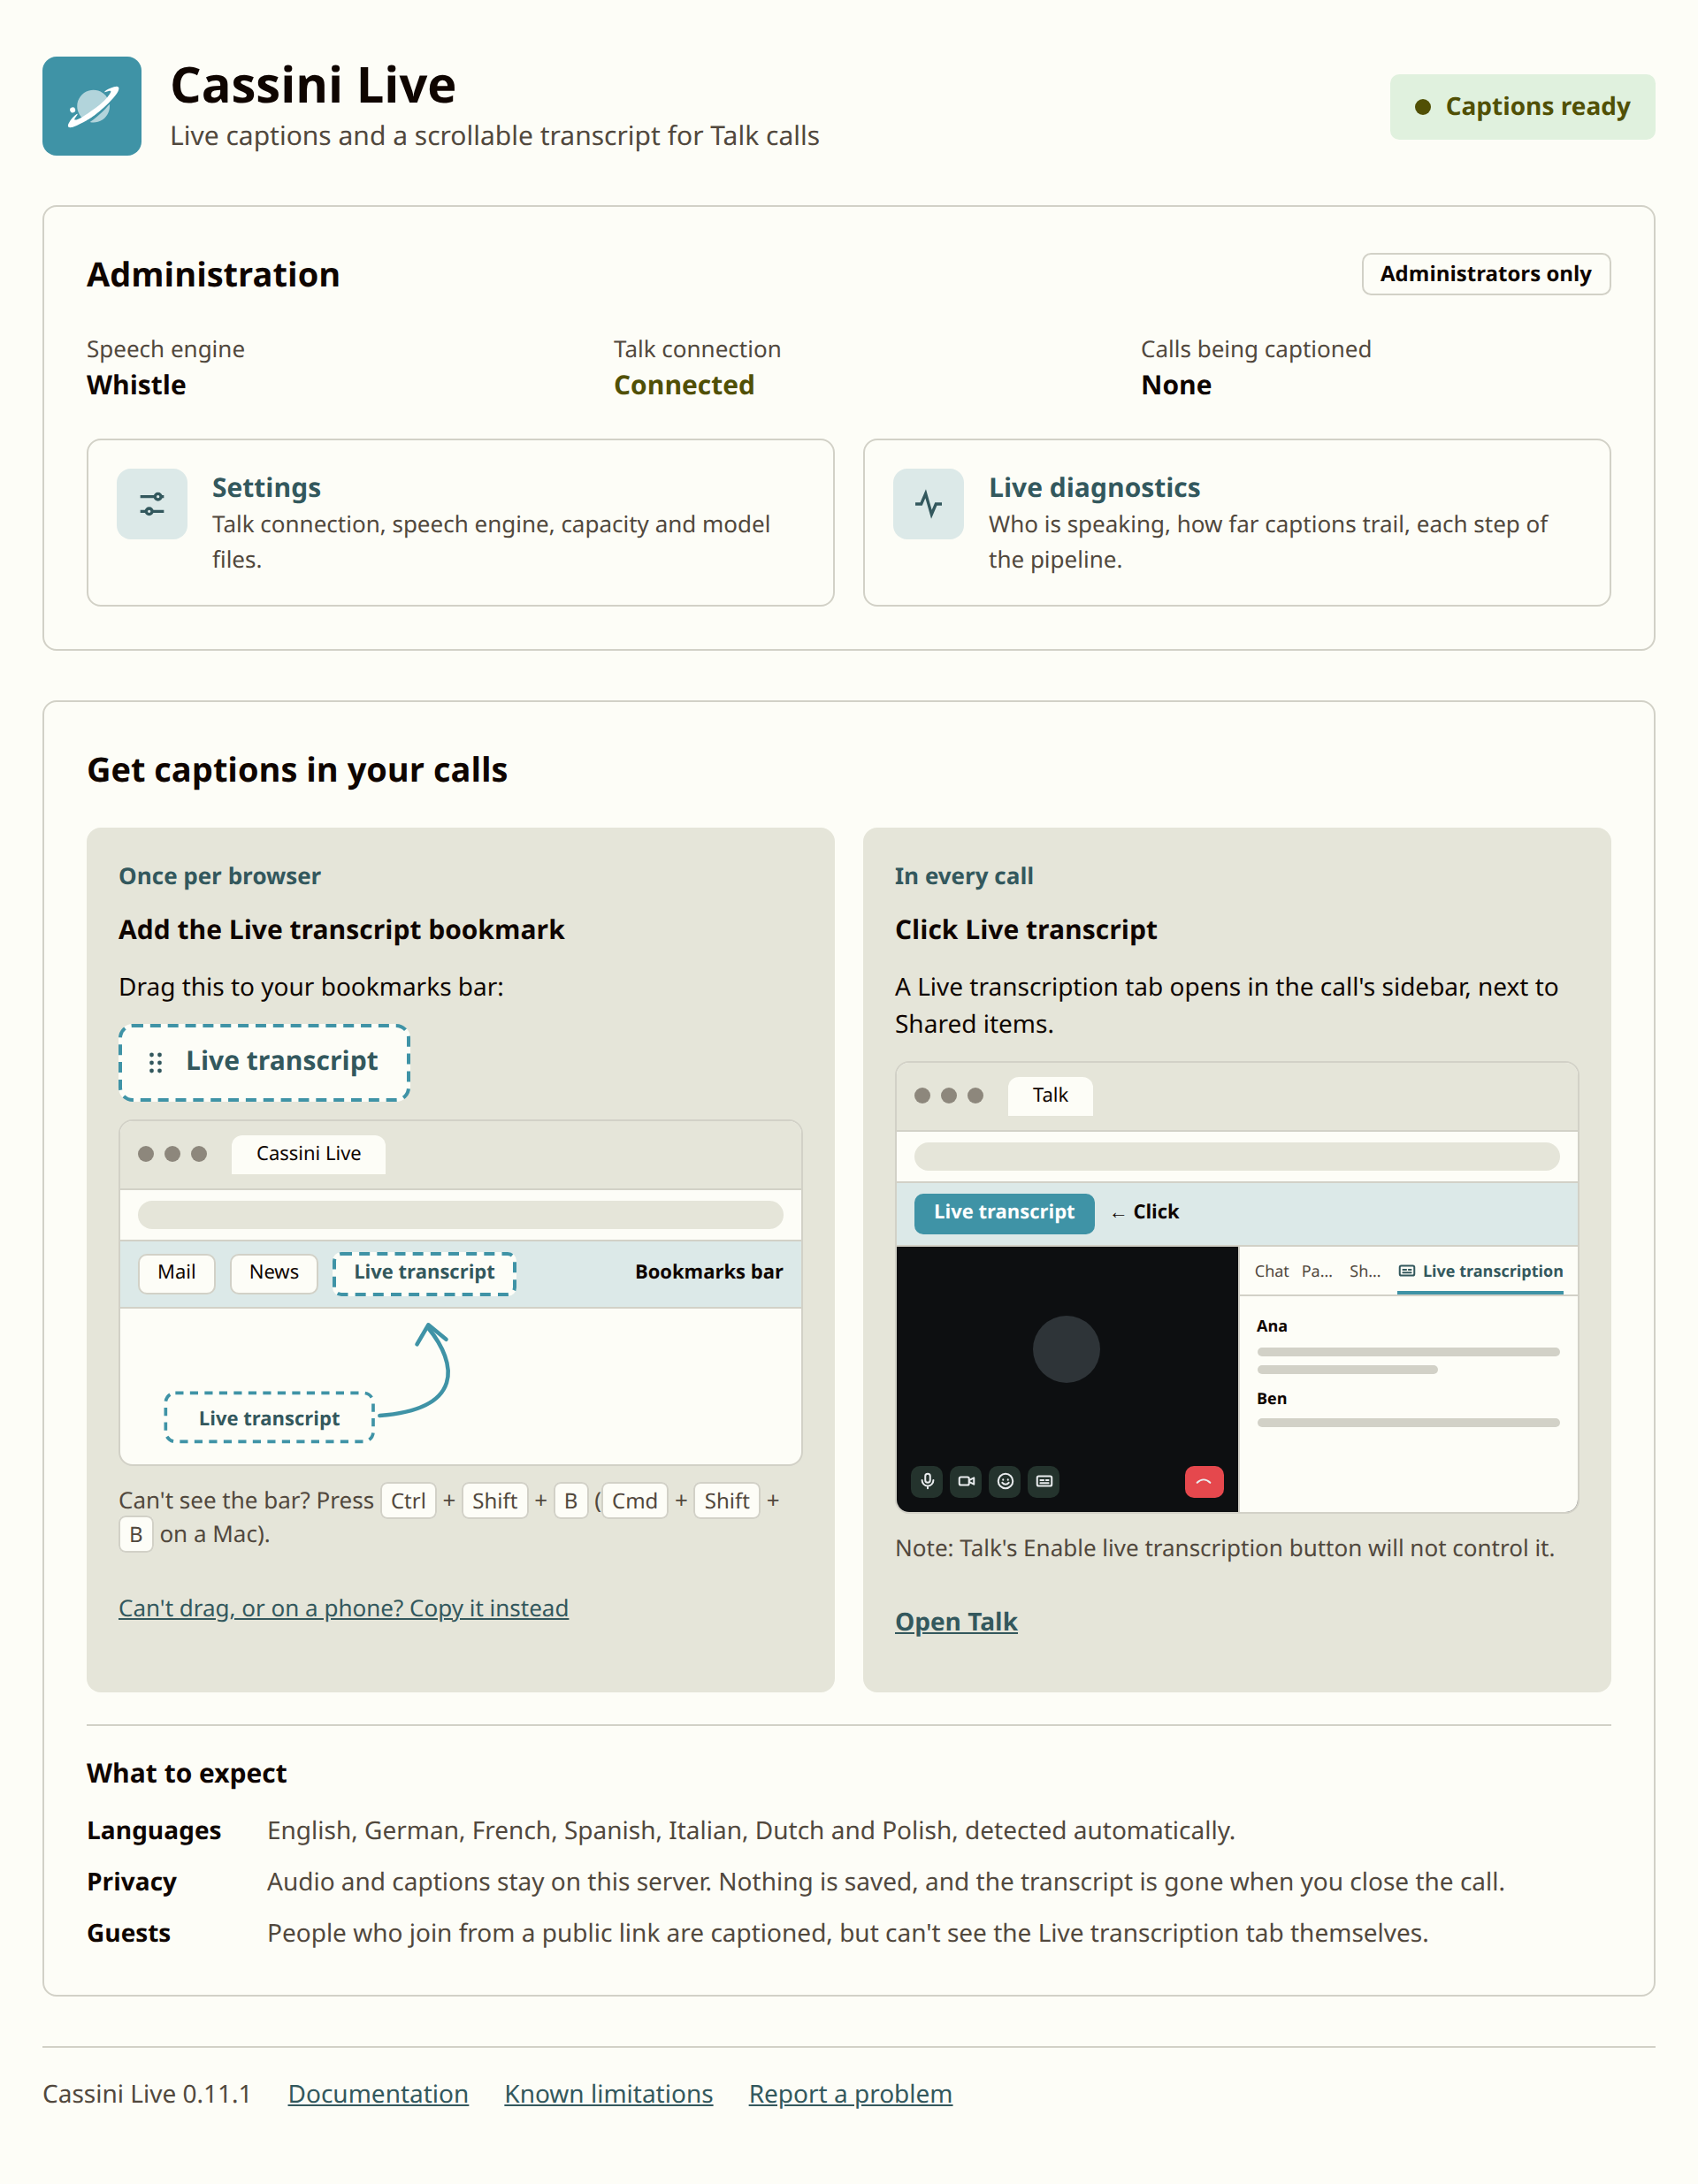 Cassini Live
Live captions and a scrollable transcript for Talk calls
Captions ready
Administration
Administrators only
Speech engine
Whistle
Talk connection
Connected
Calls being captioned
None
Settings
Talk connection, speech engine, capacity and model
files.
Live diagnostics
Who is speaking, how far captions trail, each step of
the pipeline.
Get captions in your calls
Once per browser
Add the Live transcript bookmark
Drag this to your bookmarks bar:
Live transcript
Cassini Live
Mail News Live transcript Bookmarks bar
Live transcript
Can't see the bar? Press Ctrl + Shift + B (Cmd + Shift +
B on a Mac).
Can't drag, or on a phone? Copy it instead
In every call
Click Live transcript
A Live transcription tab opens in the call's sidebar, next to
Shared items.
Talk
Live transcript ← Click
Chat Pa... Sh... Live transcription
Ana
Ben
Note: Talk's Enable live transcription button will not control it.
Open Talk
What to expect
Languages English, German, French, Spanish, Italian, Dutch and Polish, detected automatically.
Privacy Audio and captions stay on this server. Nothing is saved, and the transcript is gone when you close the call.
Guests People who join from a public link are captioned, but can't see the Live transcription tab themselves.
Cassini Live 0.11.1 Documentation Known limitations Report a problem